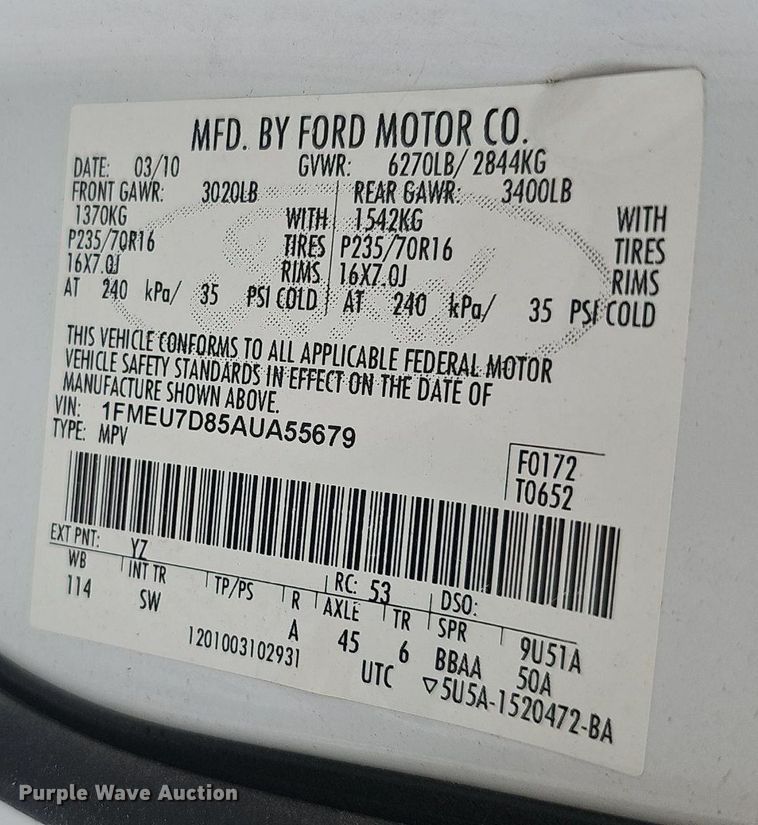 MFD. BY FORD MOTOR CO.
DATE: 03/10 GVWR: 6270LB/ 2844KG
FRONT GAWR: 3020LB REAR GAWR: 3400LB
1370KG WITH 1542KG WITH
P235/70R16 TIRES P235/70R16 TIRES
16X7.0J RIMS 16X7.0J RIMS
AT 240 kPa/ 35 PSI COLD AT 240 kPa/ 35 PSI COLD
THIS VEHICLE CONFORMS TO ALL APPLICABLE FEDERAL MOTOR
VEHICLE SAFETY STANDARDS IN EFFECT ON THE DATE OF
MANUFACTURE SHOWN ABOVE.
VIN: 1FMEU7D85AUA55679
TYPE: MPV
F0172
T0652
EXT PNT: YZ RC: 53 DSO:
WB INT TR TP/PS R AXLE TR SPR 9U51A
114 SW A 45 6 BBAA 50A
1201003102931 UTC ▽5U5A-1520472-BA
Purple Wave Auction